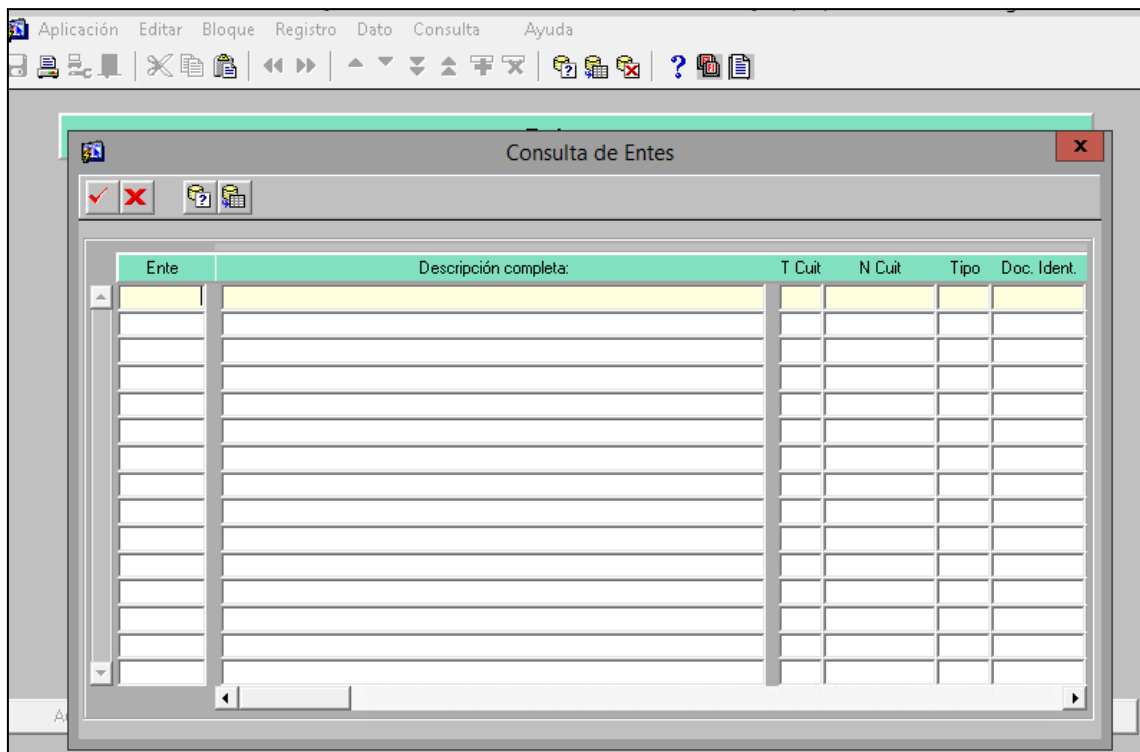 Aplicación Editar Bloque Registro Dato Consulta Ayuda
Consulta de Entes
Ente Descripción completa: T Cuit N Cuit Tipo Doc. Ident.